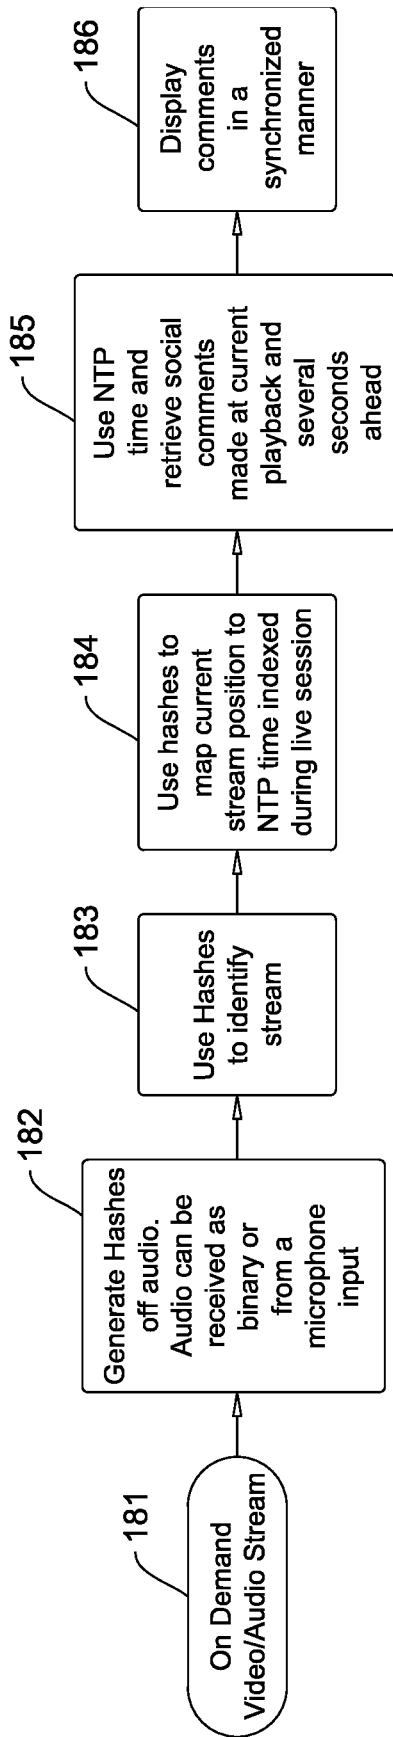 181
On Demand
Video/Audio Stream
182
Generate Hashes
off audio.
Audio can be
received as
binary or
from a
microphone
input
183
Use Hashes
to identify
stream
184
Use hashes to
map current
stream position to
NTP time indexed
during live session
185
Use NTP
time and
retrieve social
comments
made at current
playback and
several
seconds
ahead
186
Display
comments
in a
synchronized
manner